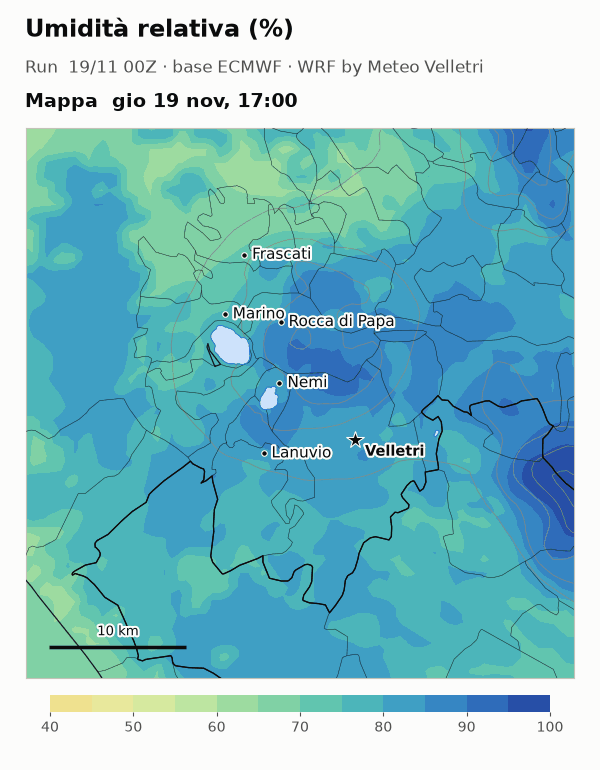 Umidità relativa (%)
Run  19/11 00Z · base ECMWF · WRF by Meteo Velletri
Mappa  gio 19 nov, 17:00
Frascati
Marino
Rocca di Papa
Nemi
Velletri
Lanuvio
10 km
40 50 60 70 80 90 100